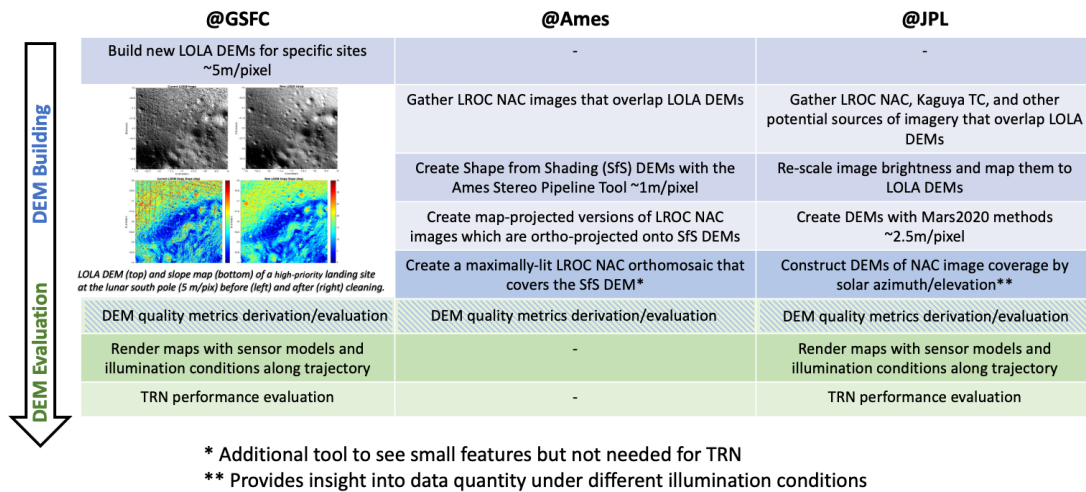 @GSFC
@Ames
@JPL
DEM Building
DEM Evaluation
Build new LOLA DEMs for specific sites
~5m/pixel
-
-
LOLA DEM (top) and slope map (bottom) of a high-priority landing site
at the lunar south pole (5 m/pix) before (left) and after (right) cleaning.
Gather LROC NAC images that overlap LOLA DEMs
Gather LROC NAC, Kaguya TC, and other
potential sources of imagery that overlap LOLA
DEMs
Create Shape from Shading (SfS) DEMs with the
Ames Stereo Pipeline Tool ~1m/pixel
Re-scale image brightness and map them to
LOLA DEMs
Create map-projected versions of LROC NAC
images which are ortho-projected onto SfS DEMs
Create DEMs with Mars2020 methods
~2.5m/pixel
Create a maximally-lit LROC NAC orthomosaic that
covers the SfS DEM*
Construct DEMs of NAC image coverage by
solar azimuth/elevation**
DEM quality metrics derivation/evaluation
DEM quality metrics derivation/evaluation
DEM quality metrics derivation/evaluation
Render maps with sensor models and
illumination conditions along trajectory
-
Render maps with sensor models and
illumination conditions along trajectory
TRN performance evaluation
-
TRN performance evaluation
* Additional tool to see small features but not needed for TRN
** Provides insight into data quantity under different illumination conditions